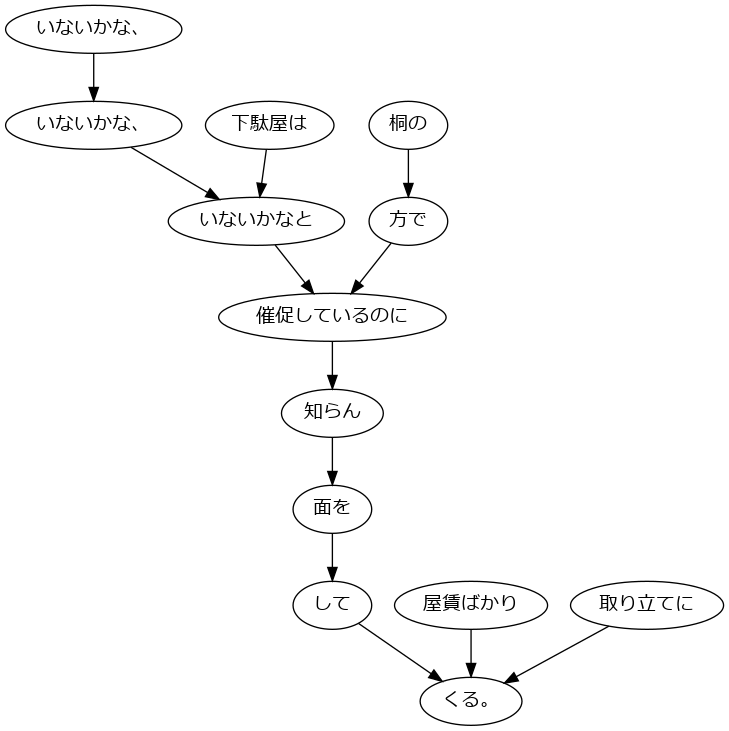 いないかな、
いないかな、
下駄屋は
桐の
いないかなと
方で
催促しているのに
知らん
面を
して
屋賃ばかり
取り立てに
くる。